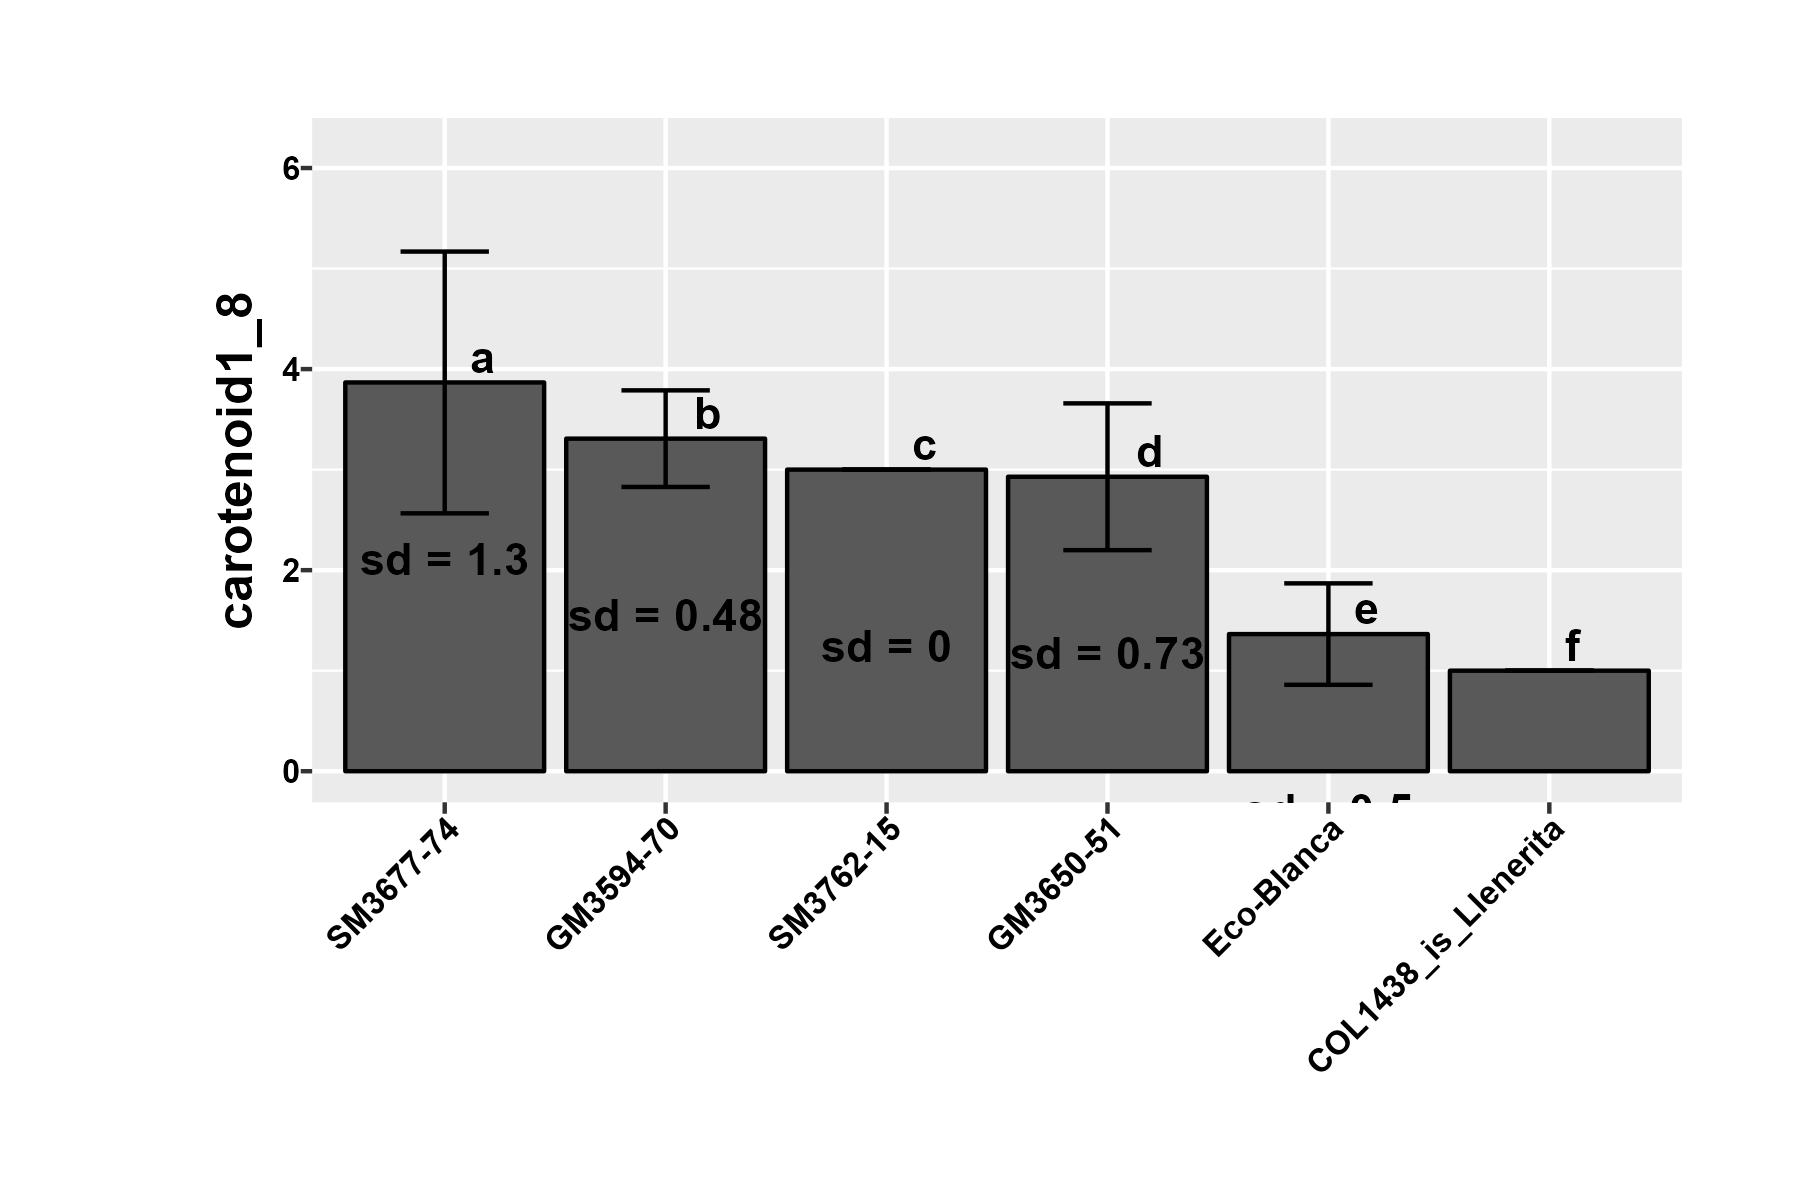 carotenoid1_8
6
4
2
0
a
b
c
d
e
f
sd = 1.3
sd = 0.48
sd = 0
sd = 0.73
SM3677-74
GM3594-70
SM3762-15
GM3650-51
Eco-Blanca
COL1438_is_Llenerita